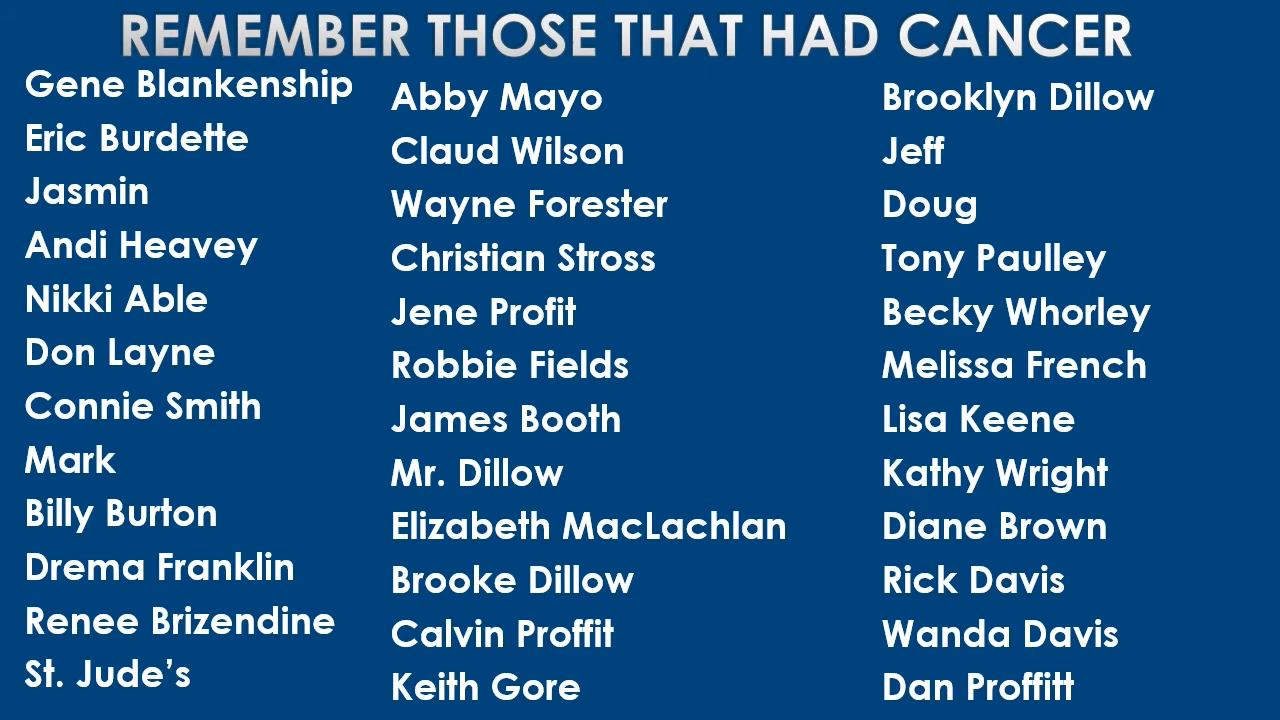 REMEMBER THOSE THAT HAD CANCER
Gene Blankenship
Eric Burdette
Jasmin
Andi Heavey
Nikki Able
Don Layne
Connie Smith
Mark
Billy Burton
Drema Franklin
Renee Brizendine
St. Jude’s
Abby Mayo
Claud Wilson
Wayne Forester
Christian Stross
Jene Profit
Robbie Fields
James Booth
Mr. Dillow
Elizabeth MacLachlan
Brooke Dillow
Calvin Proffit
Keith Gore
Brooklyn Dillow
Jeff
Doug
Tony Paulley
Becky Whorley
Melissa French
Lisa Keene
Kathy Wright
Diane Brown
Rick Davis
Wanda Davis
Dan Proffitt